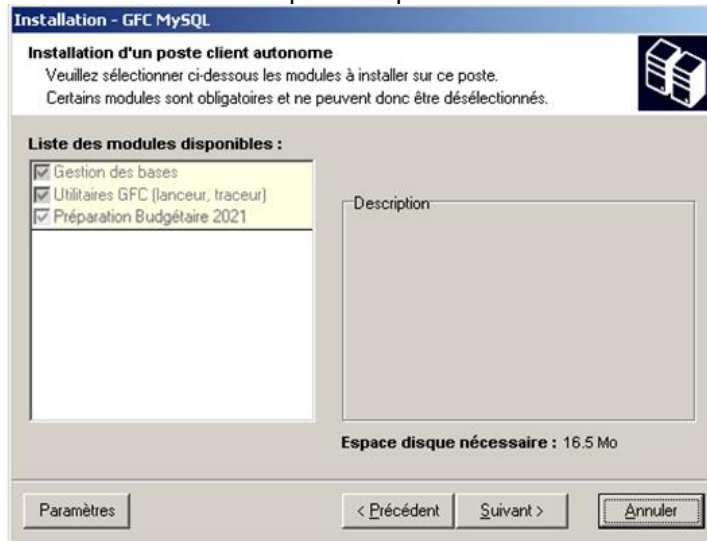 Installation - GFC MySQL
Installation d'un poste client autonome
Veuillez sélectionner ci-dessous les modules à installer sur ce poste.
Certains modules sont obligatoires et ne peuvent donc être désélectionnés.
Liste des modules disponibles :
Gestion des bases
Utilitaires GFC (lanceur, traceur)
Préparation Budgétaire 2021
Description
Espace disque nécessaire : 16.5 Mo
Paramètres
< Précédent
Suivant >
Annuler